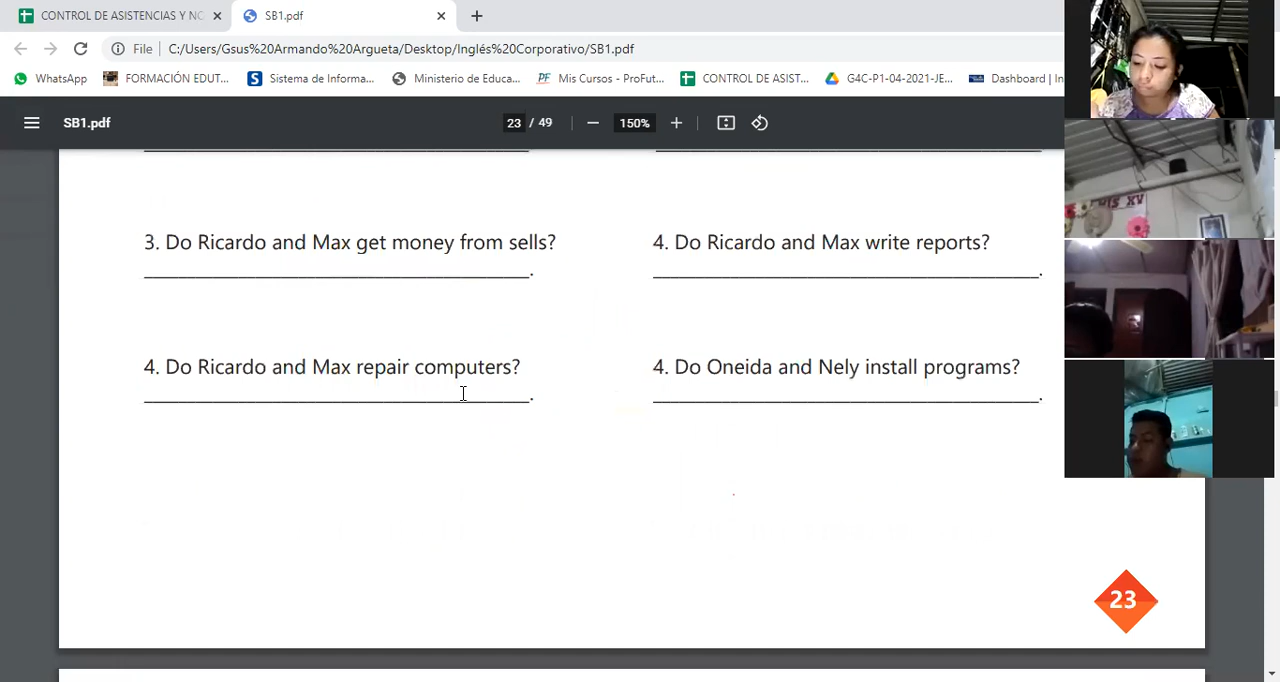 CONTROL DE ASISTENCIAS Y NC
SB1.pdf
File C:/Users/Gsus%20Armando%20Argueta/Desktop/Inglés%20Corporativo/SB1.pdf
WhatsApp FORMACIÓN EDUT... Sistema de Informa... Ministerio de Educa... PF Mis Cursos - ProFut... CONTROL DE ASIST... G4C-P1-04-2021-JE... Dashboard | In
SB1.pdf 23 / 49 150%
3. Do Ricardo and Max get money from sells?
4. Do Ricardo and Max write reports?
4. Do Ricardo and Max repair computers?
4. Do Oneida and Nely install programs?
23
XV